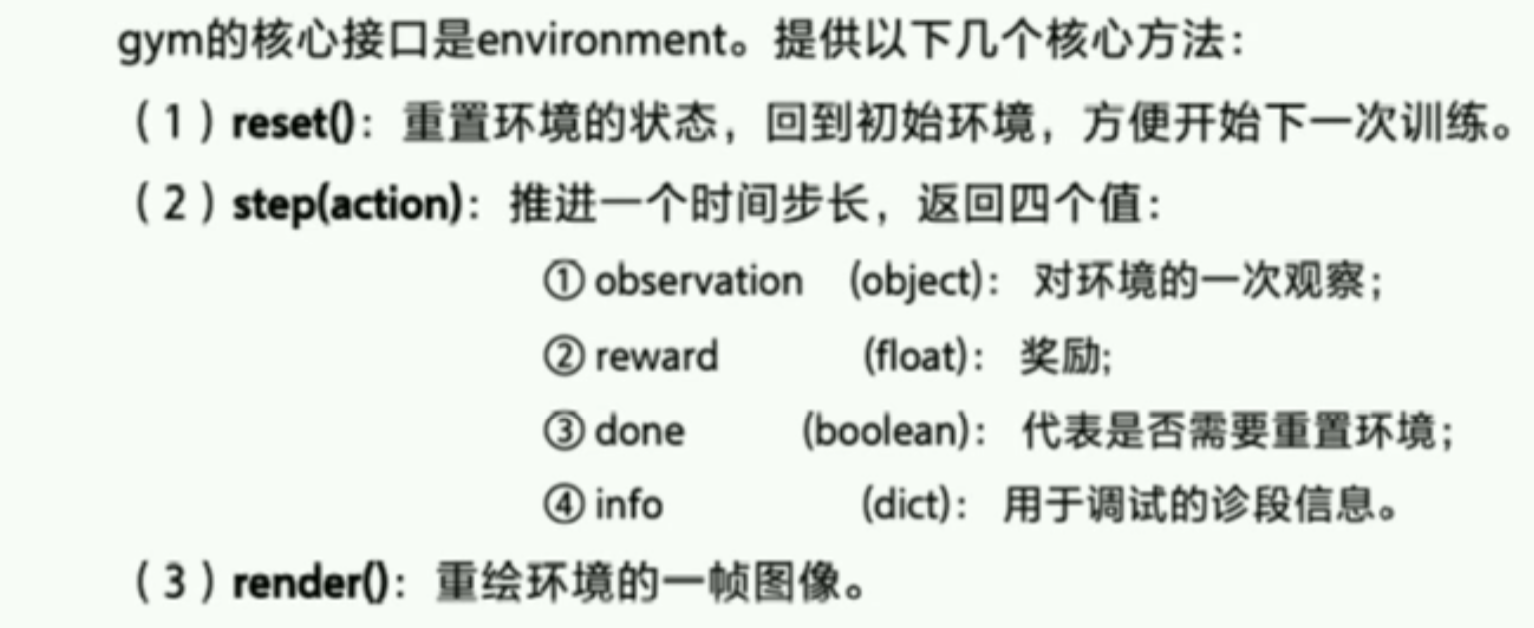 gym的核心接口是environment。提供以下几个核心方法：
（1）reset()：重置环境的状态，回到初始环境，方便开始下一次训练。
（2）step(action)：推进一个时间步长，返回四个值：
① observation (object)： 对环境的一次观察；
② reward (float)： 奖励;
③ done (boolean)： 代表是否需要重置环境；
④ info (dict)： 用于调试的诊段信息。
（3）render()：重绘环境的一帧图像。